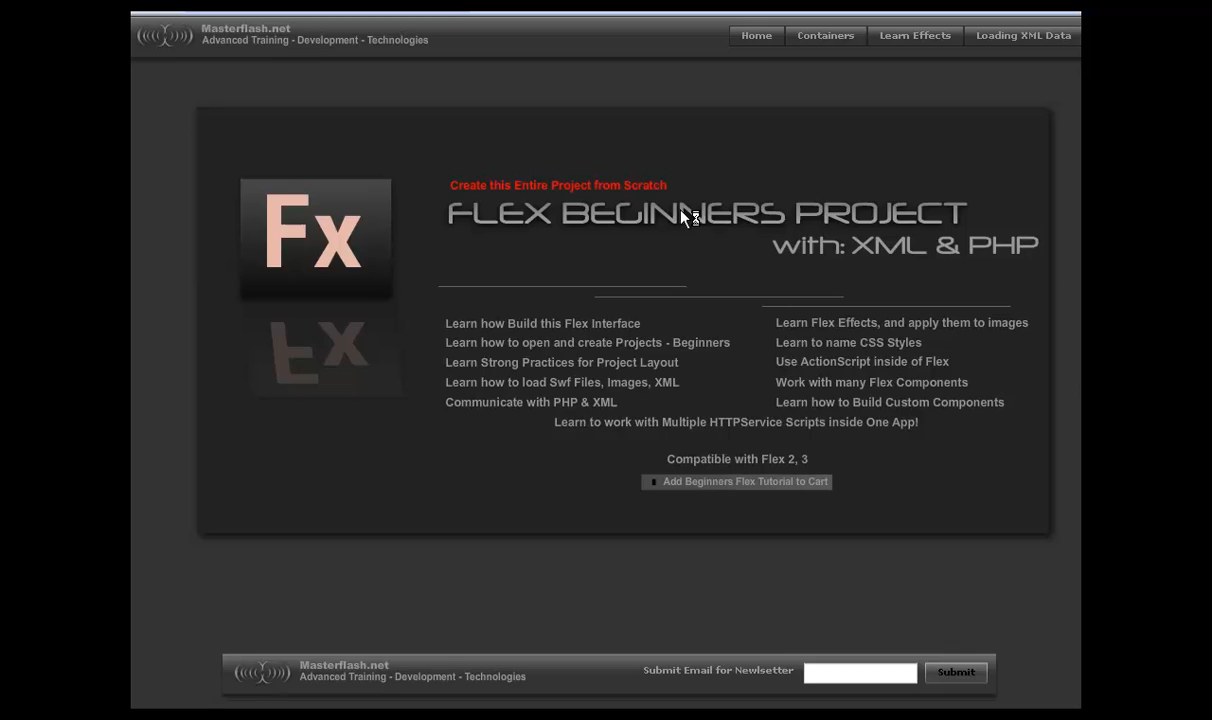 Masterflash.net
Advanced Training - Development - Technologies
Home
Containers
Learn Effects
Loading XML Data
Create this Entire Project from Scratch
Fx
FLEX BEGINNERS PROJECT
with: XML & PHP
Learn how Build this Flex Interface
Learn how to open and create Projects - Beginners
Learn Strong Practices for Project Layout
Learn how to load Swf Files, Images, XML
Communicate with PHP & XML
Learn Flex Effects, and apply them to images
Learn to name CSS Styles
Use ActionScript inside of Flex
Work with many Flex Components
Learn how to Build Custom Components
Learn to work with Multiple HTTPService Scripts inside One App!
Compatible with Flex 2, 3
Add Beginners Flex Tutorial to Cart
Masterflash.net
Advanced Training - Development - Technologies
Submit Email for Newlsetter
Submit